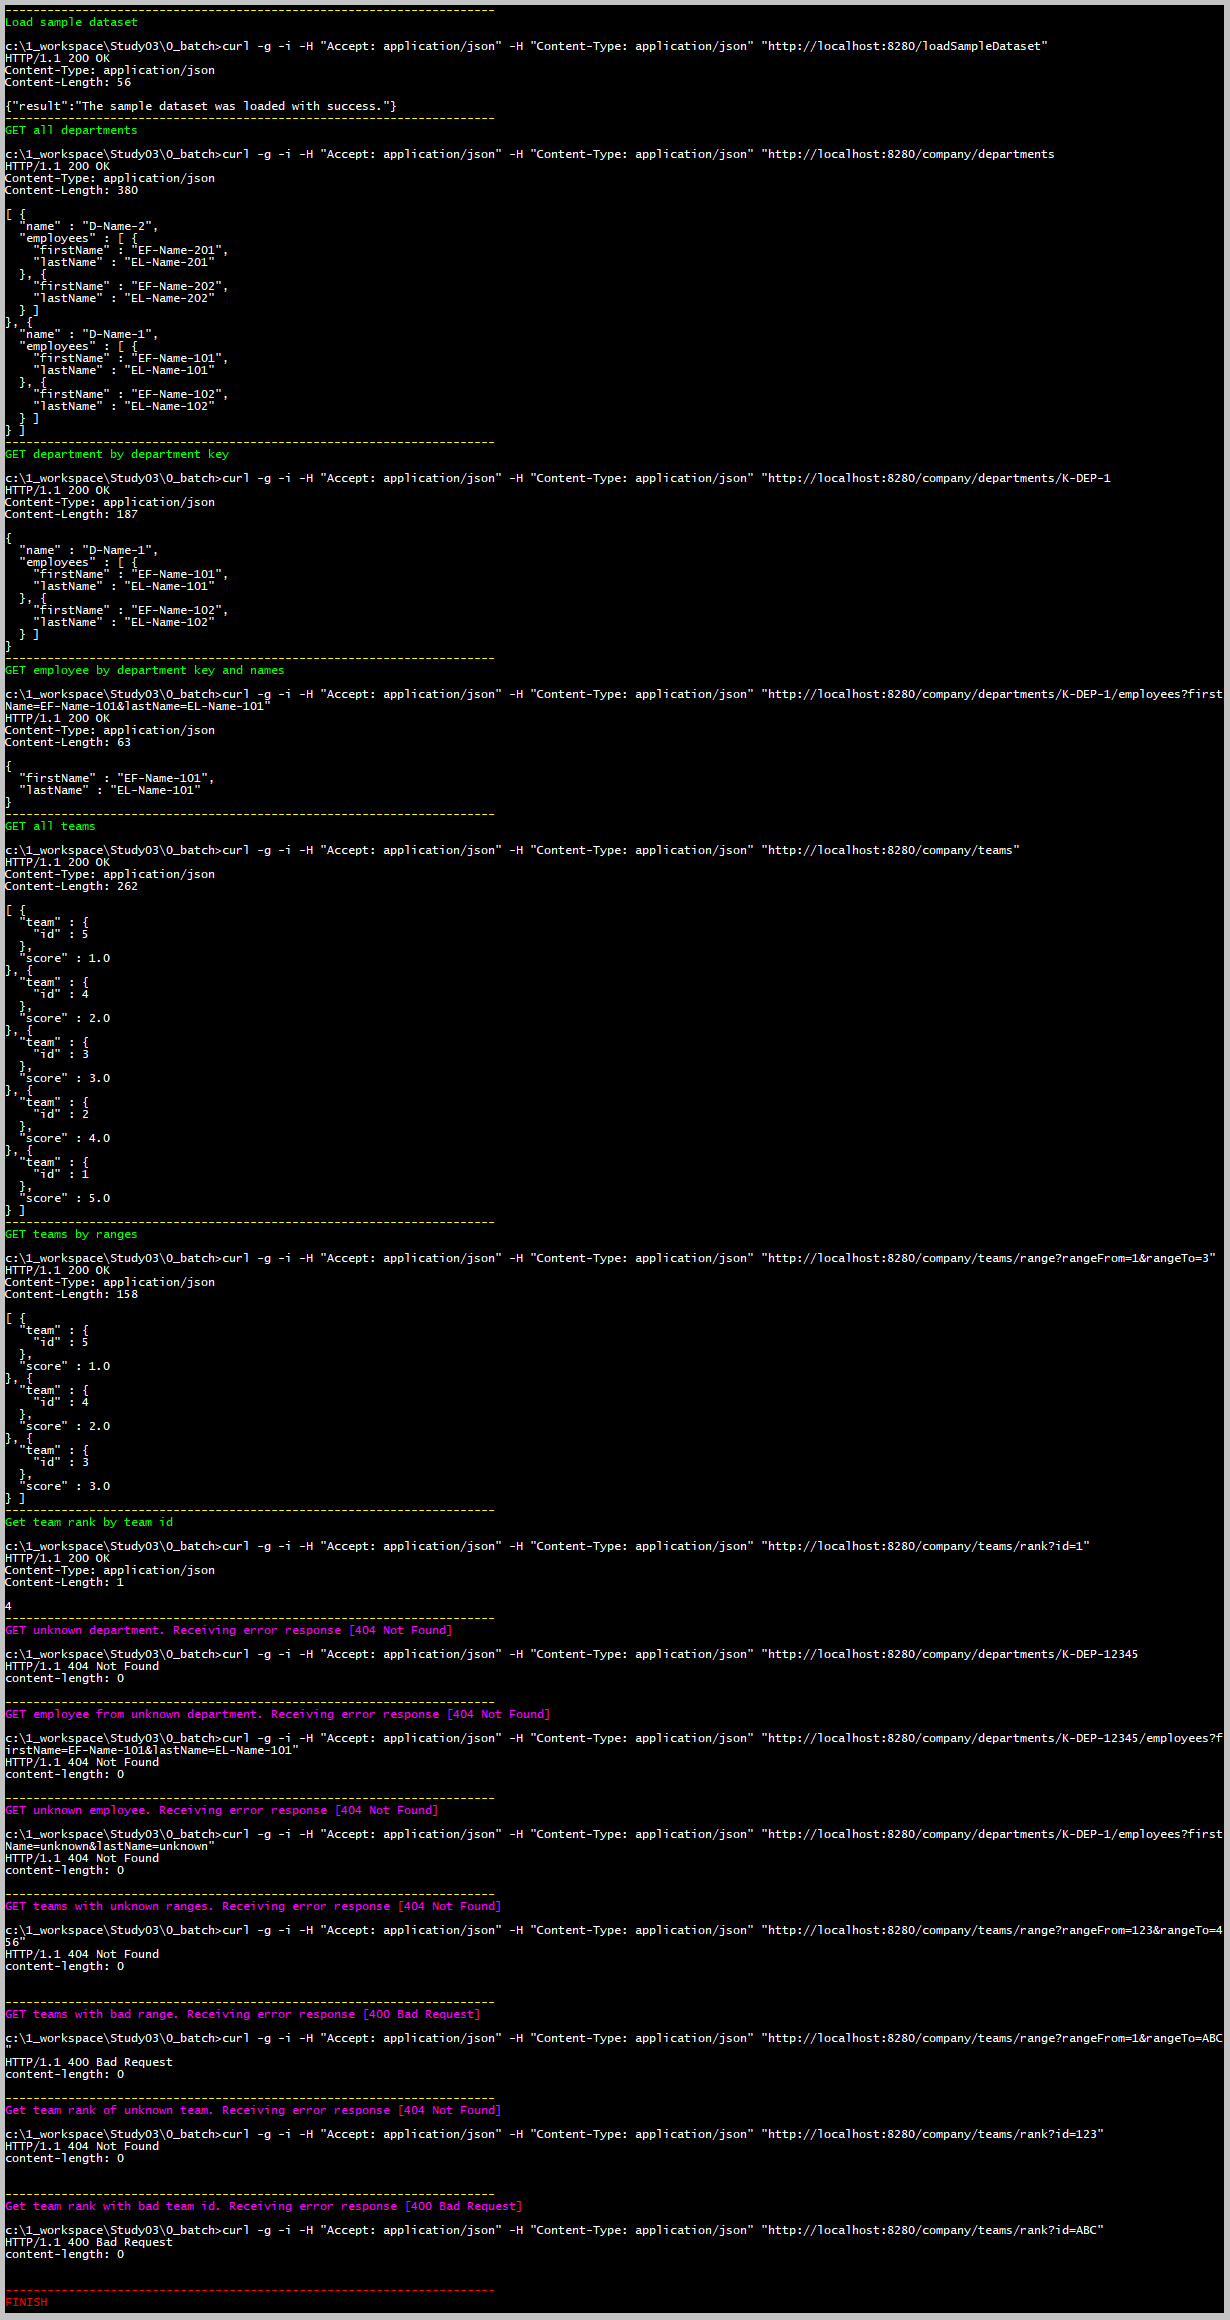 ----------------------------------------------------------------------
Load sample dataset
c:\1_workspace\Study03\0_batch>curl -g -i -H "Accept: application/json" -H "Content-Type: application/json" "http://localhost:8280/loadSampleDataset"
HTTP/1.1 200 OK
Content-Type: application/json
Content-Length: 56
{"result":"The sample dataset was loaded with success."}
----------------------------------------------------------------------
GET all departments
c:\1_workspace\Study03\0_batch>curl -g -i -H "Accept: application/json" -H "Content-Type: application/json" "http://localhost:8280/company/departments
HTTP/1.1 200 OK
Content-Type: application/json
Content-Length: 380
[ {
  "name" : "D-Name-2",
  "employees" : [ {
    "firstName" : "EF-Name-201",
    "lastName" : "EL-Name-201"
  }, {
    "firstName" : "EF-Name-202",
    "lastName" : "EL-Name-202"
  } ]
}, {
  "name" : "D-Name-1",
  "employees" : [ {
    "firstName" : "EF-Name-101",
    "lastName" : "EL-Name-101"
  }, {
    "firstName" : "EF-Name-102",
    "lastName" : "EL-Name-102"
  } ]
} ]
----------------------------------------------------------------------
GET department by department key
c:\1_workspace\Study03\0_batch>curl -g -i -H "Accept: application/json" -H "Content-Type: application/json" "http://localhost:8280/company/departments/K-DEP-1
HTTP/1.1 200 OK
Content-Type: application/json
Content-Length: 187
{
  "name" : "D-Name-1",
  "employees" : [ {
    "firstName" : "EF-Name-101",
    "lastName" : "EL-Name-101"
  }, {
    "firstName" : "EF-Name-102",
    "lastName" : "EL-Name-102"
  } ]
}
----------------------------------------------------------------------
GET employee by department key and names
c:\1_workspace\Study03\0_batch>curl -g -i -H "Accept: application/json" -H "Content-Type: application/json" "http://localhost:8280/company/departments/K-DEP-1/employees?first
Name=EF-Name-101&lastName=EL-Name-101"
HTTP/1.1 200 OK
Content-Type: application/json
Content-Length: 63
{
  "firstName" : "EF-Name-101",
  "lastName" : "EL-Name-101"
}
----------------------------------------------------------------------
GET all teams
c:\1_workspace\Study03\0_batch>curl -g -i -H "Accept: application/json" -H "Content-Type: application/json" "http://localhost:8280/company/teams"
HTTP/1.1 200 OK
Content-Type: application/json
Content-Length: 262
[ {
  "team" : {
    "id" : 5
  },
  "score" : 1.0
}, {
  "team" : {
    "id" : 4
  },
  "score" : 2.0
}, {
  "team" : {
    "id" : 3
  },
  "score" : 3.0
}, {
  "team" : {
    "id" : 2
  },
  "score" : 4.0
}, {
  "team" : {
    "id" : 1
  },
  "score" : 5.0
} ]
----------------------------------------------------------------------
GET teams by ranges
c:\1_workspace\Study03\0_batch>curl -g -i -H "Accept: application/json" -H "Content-Type: application/json" "http://localhost:8280/company/teams/range?rangeFrom=1&rangeTo=3"
HTTP/1.1 200 OK
Content-Type: application/json
Content-Length: 158
[ {
  "team" : {
    "id" : 5
  },
  "score" : 1.0
}, {
  "team" : {
    "id" : 4
  },
  "score" : 2.0
}, {
  "team" : {
    "id" : 3
  },
  "score" : 3.0
} ]
----------------------------------------------------------------------
Get team rank by team id
c:\1_workspace\Study03\0_batch>curl -g -i -H "Accept: application/json" -H "Content-Type: application/json" "http://localhost:8280/company/teams/rank?id=1"
HTTP/1.1 200 OK
Content-Type: application/json
Content-Length: 1
4
----------------------------------------------------------------------
GET unknown department. Receiving error response [404 Not Found]
c:\1_workspace\Study03\0_batch>curl -g -i -H "Accept: application/json" -H "Content-Type: application/json" "http://localhost:8280/company/departments/K-DEP-12345
HTTP/1.1 404 Not Found
content-length: 0
----------------------------------------------------------------------
GET employee from unknown department. Receiving error response [404 Not Found]
c:\1_workspace\Study03\0_batch>curl -g -i -H "Accept: application/json" -H "Content-Type: application/json" "http://localhost:8280/company/departments/K-DEP-12345/employees?f
irstName=EF-Name-101&lastName=EL-Name-101"
HTTP/1.1 404 Not Found
content-length: 0
----------------------------------------------------------------------
GET unknown employee. Receiving error response [404 Not Found]
c:\1_workspace\Study03\0_batch>curl -g -i -H "Accept: application/json" -H "Content-Type: application/json" "http://localhost:8280/company/departments/K-DEP-1/employees?first
Name=unknown&lastName=unknown"
HTTP/1.1 404 Not Found
content-length: 0
----------------------------------------------------------------------
GET teams with unknown ranges. Receiving error response [404 Not Found]
c:\1_workspace\Study03\0_batch>curl -g -i -H "Accept: application/json" -H "Content-Type: application/json" "http://localhost:8280/company/teams/range?rangeFrom=123&rangeTo=4
56"
HTTP/1.1 404 Not Found
content-length: 0
----------------------------------------------------------------------
GET teams with bad range. Receiving error response [400 Bad Request]
c:\1_workspace\Study03\0_batch>curl -g -i -H "Accept: application/json" -H "Content-Type: application/json" "http://localhost:8280/company/teams/range?rangeFrom=1&rangeTo=ABC
"
HTTP/1.1 400 Bad Request
content-length: 0
----------------------------------------------------------------------
Get team rank of unknown team. Receiving error response [404 Not Found]
c:\1_workspace\Study03\0_batch>curl -g -i -H "Accept: application/json" -H "Content-Type: application/json" "http://localhost:8280/company/teams/rank?id=123"
HTTP/1.1 404 Not Found
content-length: 0
----------------------------------------------------------------------
Get team rank with bad team id. Receiving error response [400 Bad Request]
c:\1_workspace\Study03\0_batch>curl -g -i -H "Accept: application/json" -H "Content-Type: application/json" "http://localhost:8280/company/teams/rank?id=ABC"
HTTP/1.1 400 Bad Request
content-length: 0
----------------------------------------------------------------------
FINISH